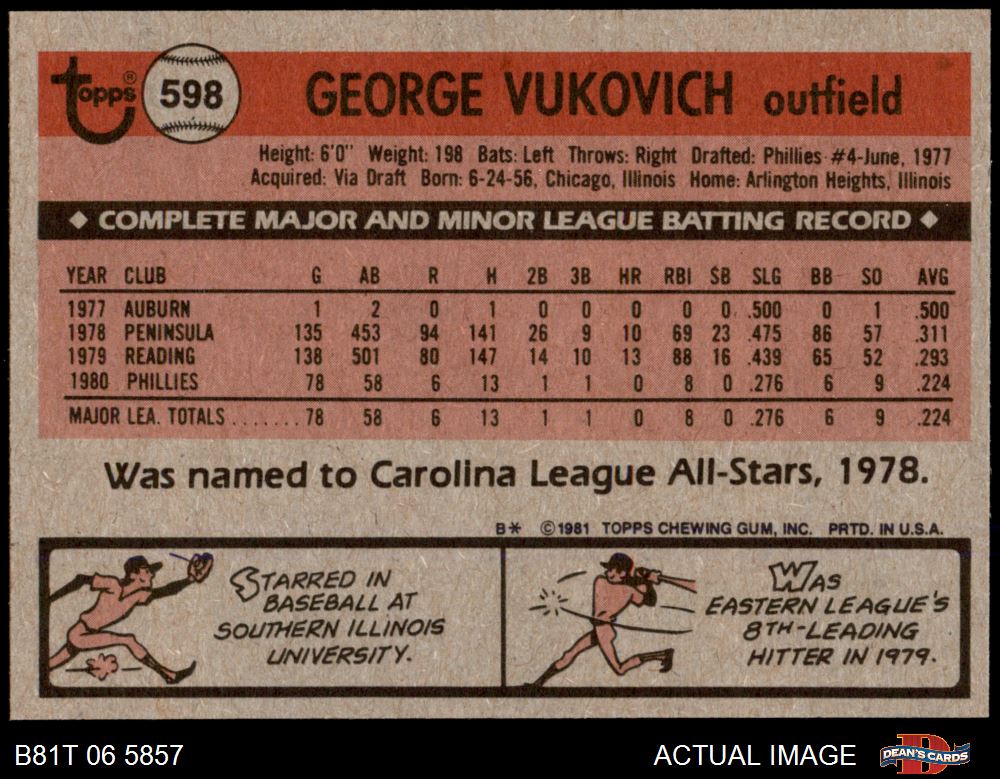 Topps® 598 GEORGE VUKOVICH outfield
Height: 6'0" Weight: 198 Bats: Left Throws: Right Drafted: Phillies #4-June, 1977
Acquired: Via Draft Born: 6-24-56, Chicago, Illinois Home: Arlington Heights, Illinois
◆ COMPLETE MAJOR AND MINOR LEAGUE BATTING RECORD ◆
YEAR CLUB G AB R H 2B 3B HR RBI SB SLG BB SO AVG
1977 AUBURN 1 2 0 1 0 0 0 0 0 .500 0 1 .500
1978 PENINSULA 135 453 94 141 26 9 10 69 23 .475 86 57 .311
1979 READING 138 501 80 147 14 10 13 88 16 .439 65 52 .293
1980 PHILLIES 78 58 6 13 1 1 0 8 0 .276 6 9 .224
MAJOR LEA. TOTALS.......78 58 6 13 1 1 0 8 0 .276 6 9 .224
Was named to Carolina League All-Stars, 1978.
B* ©1981 TOPPS CHEWING GUM, INC. PRTD. IN U.S.A.
STARRED IN
BASEBALL AT
SOUTHERN ILLINOIS
UNIVERSITY.
WAS
EASTERN LEAGUE'S
8TH-LEADING
HITTER IN 1979.
B81T 06 5857 ACTUAL IMAGE DEAN'S CARDS